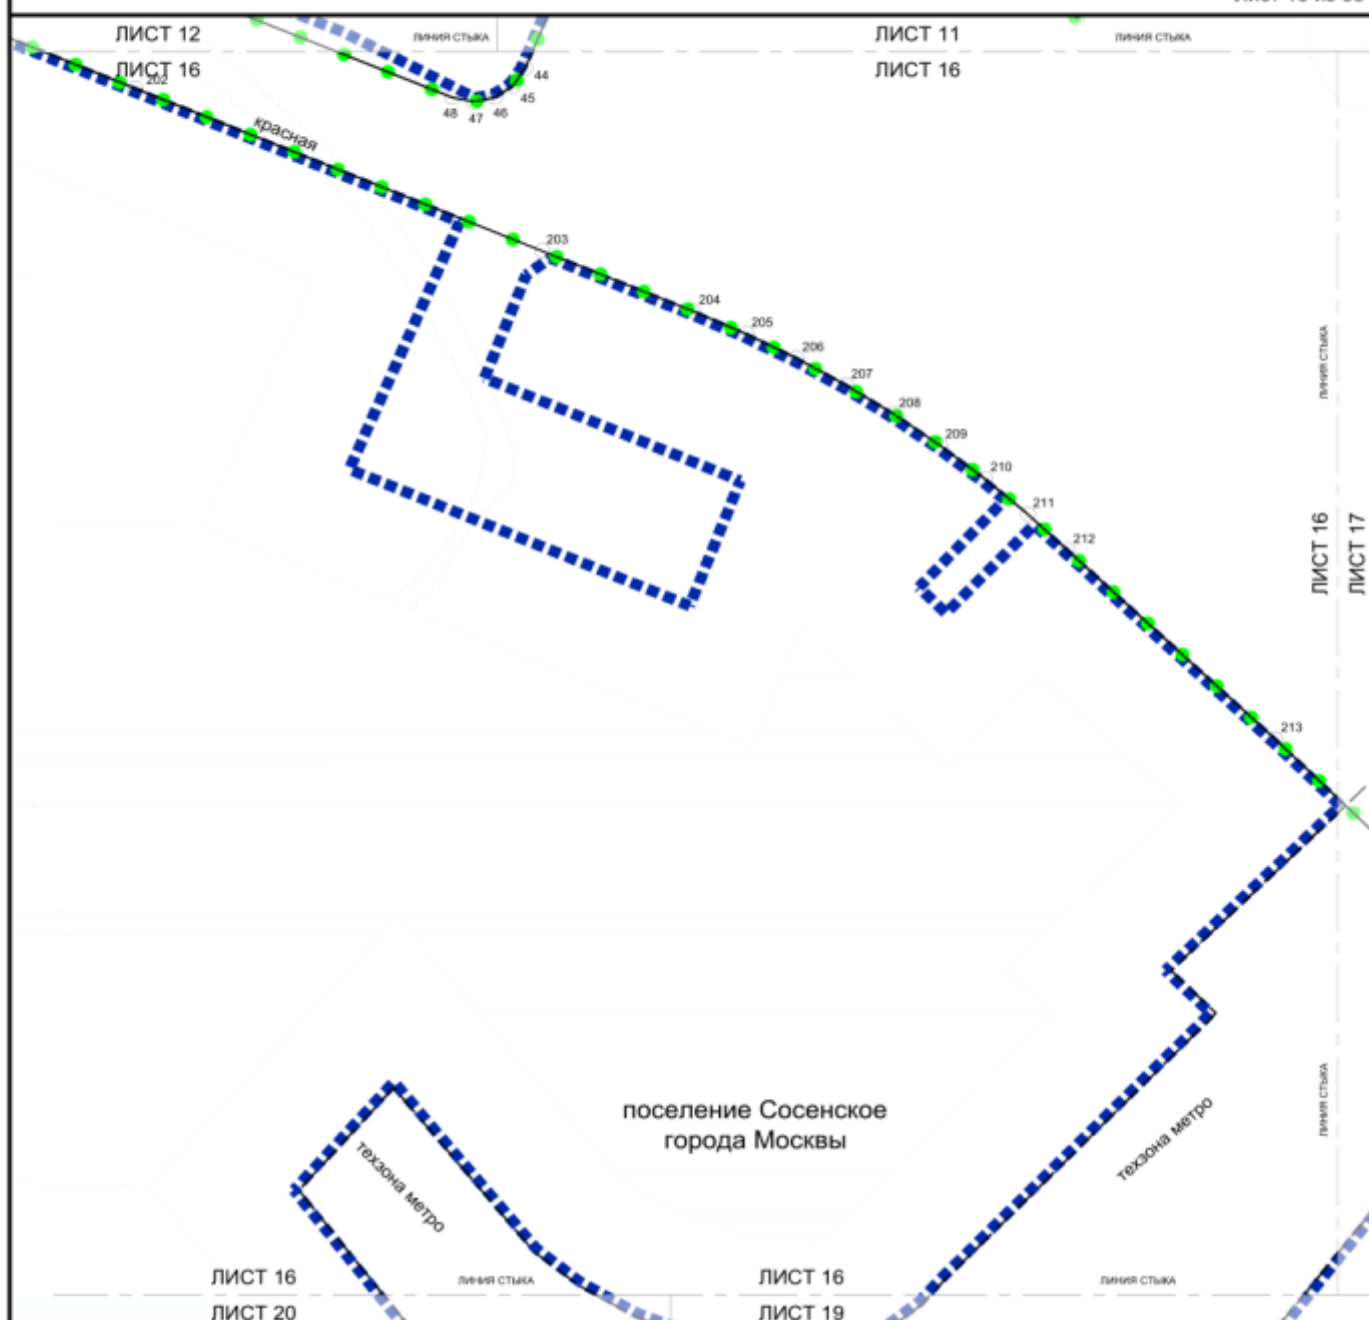 ЛИСТ 12
ЛИНИЯ СТЫКА
ЛИСТ 11
ЛИНИЯ СТЫКА
ЛИСТ 16
ЛИСТ 16
202
44
45
46
47
48
красная
203
204
205
206
207
208
209
210
211
212
213
ЛИНИЯ СТЫКА
ЛИСТ 16
ЛИСТ 17
поселение Сосенское
города Москвы
техзона метро
техзона метро
ЛИНИЯ СТЫКА
ЛИСТ 16
ЛИНИЯ СТЫКА
ЛИСТ 16
ЛИНИЯ СТЫКА
ЛИСТ 20
ЛИСТ 19